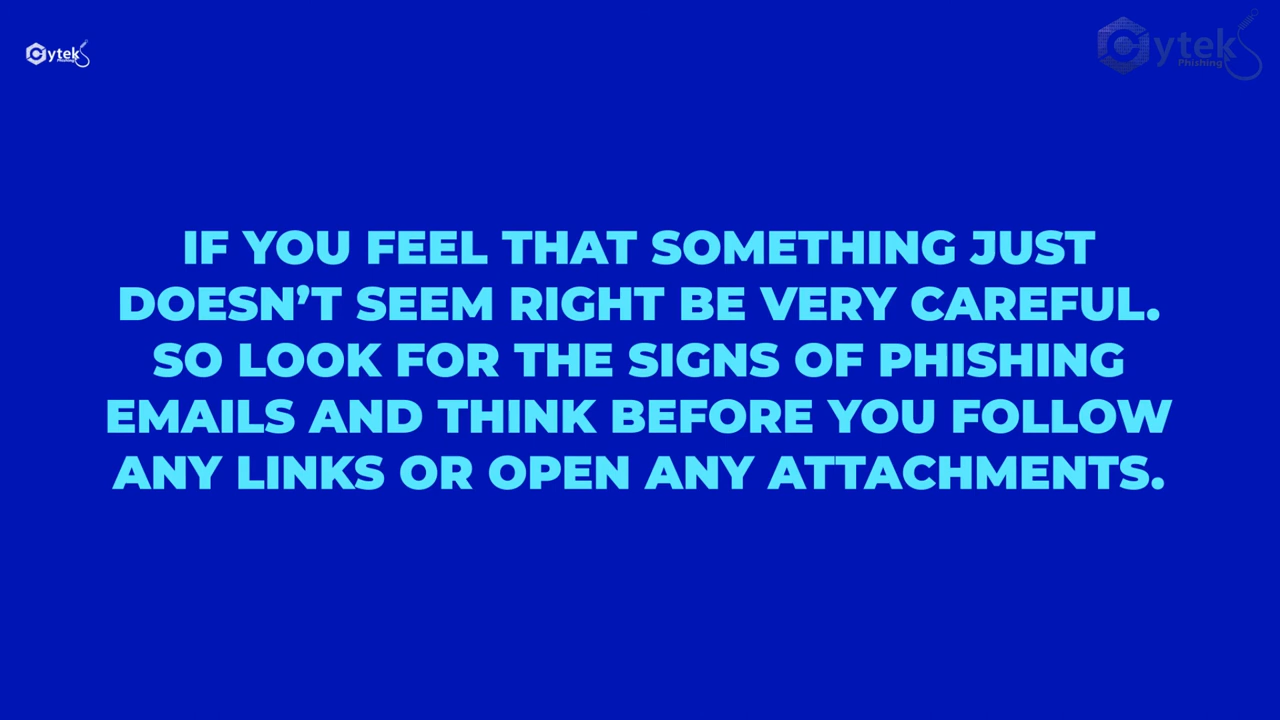 Cytek
Phishing
Cytek
Phishing
IF YOU FEEL THAT SOMETHING JUST
DOESN’T SEEM RIGHT BE VERY CAREFUL.
SO LOOK FOR THE SIGNS OF PHISHING
EMAILS AND THINK BEFORE YOU FOLLOW
ANY LINKS OR OPEN ANY ATTACHMENTS.